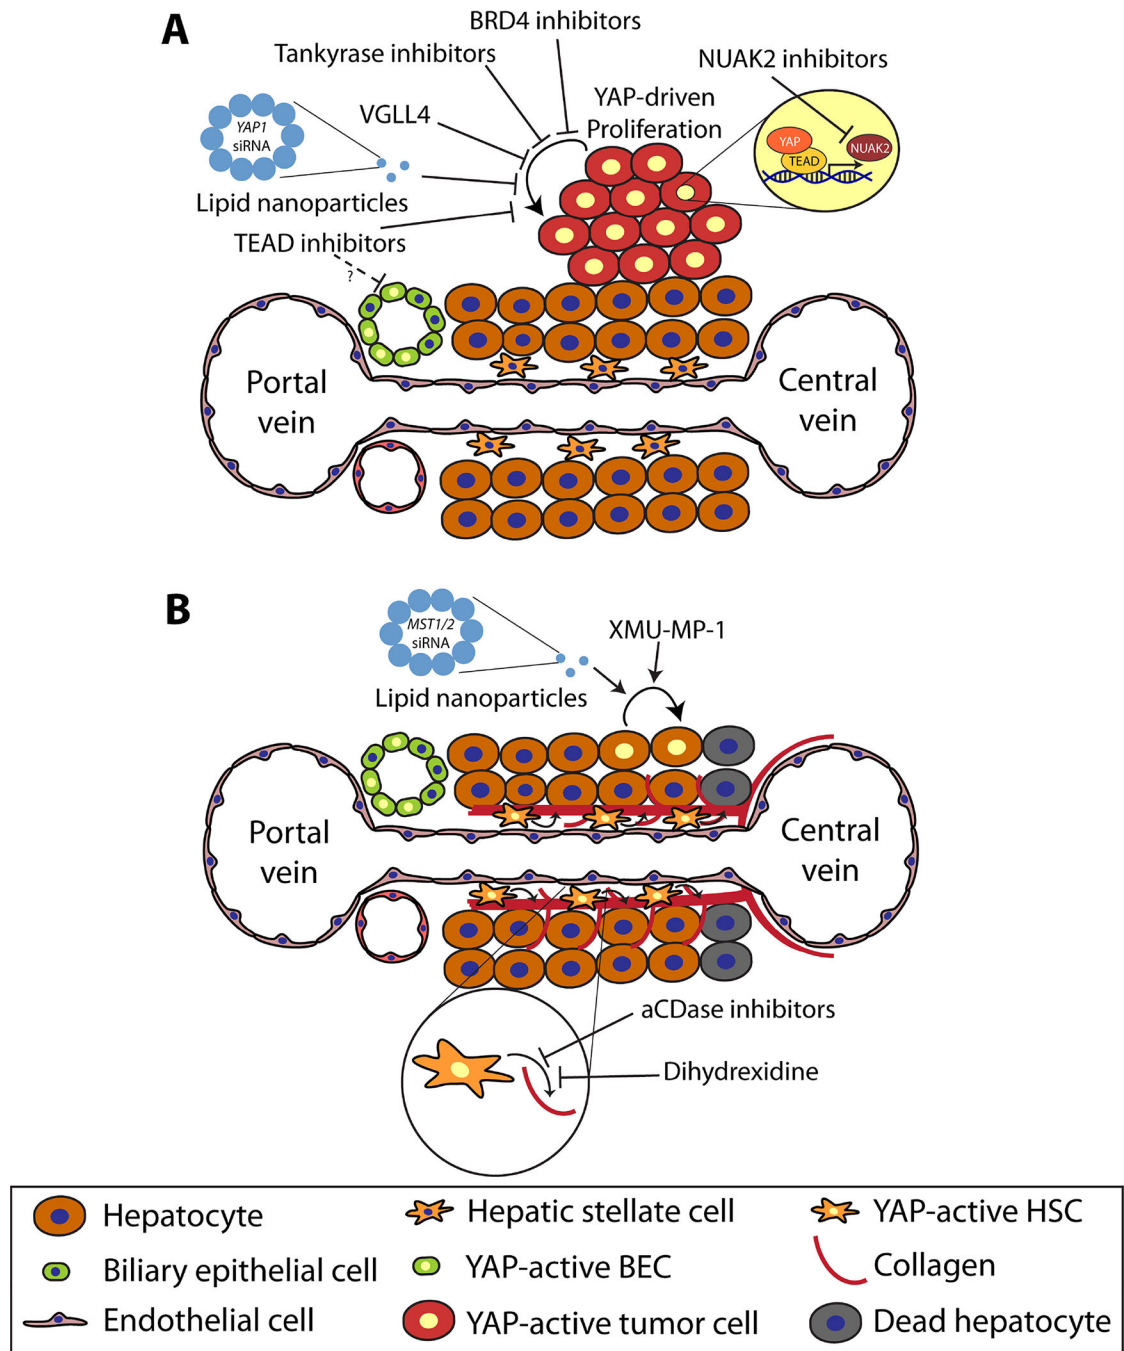 A
BRD4 inhibitors
Tankyrase inhibitors
NUAK2 inhibitors
VGLL4
YAP-driven
Proliferation
YAP1
siRNA
YAP
TEAD
NUAK2
Lipid nanoparticles
TEAD inhibitors
?
Portal
vein
Central
vein
B
MST1/2
siRNA
XMU-MP-1
Lipid nanoparticles
Portal
vein
Central
vein
aCDase inhibitors
Dihydrexidine
Hepatocyte
Hepatic stellate cell
YAP-active HSC
Biliary epithelial cell
YAP-active BEC
Collagen
Endothelial cell
YAP-active tumor cell
Dead hepatocyte